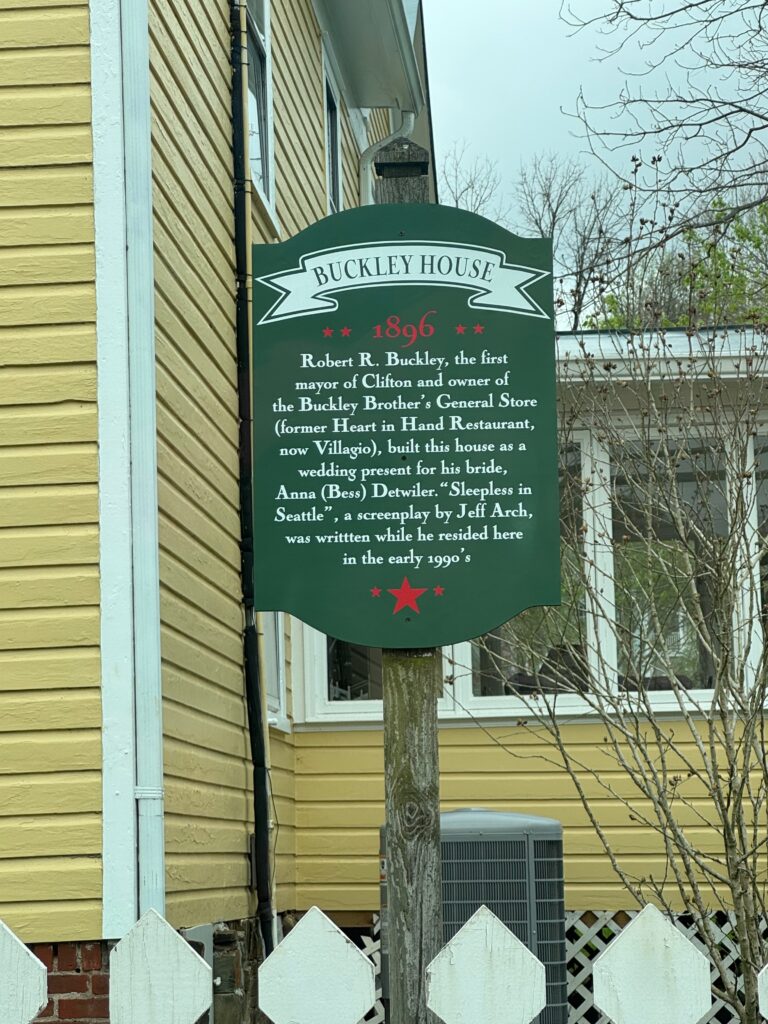 BUCKLEY HOUSE
1896
Robert R. Buckley, the first
mayor of Clifton and owner of
the Buckley Brother's General Store
(former Heart in Hand Restaurant,
now Villagio), built this house as a
wedding present for his bride,
Anna (Bess) Detwiler. "Sleepless in
Seattle", a screenplay by Jeff Arch,
was writtten while he resided here
in the early 1990's